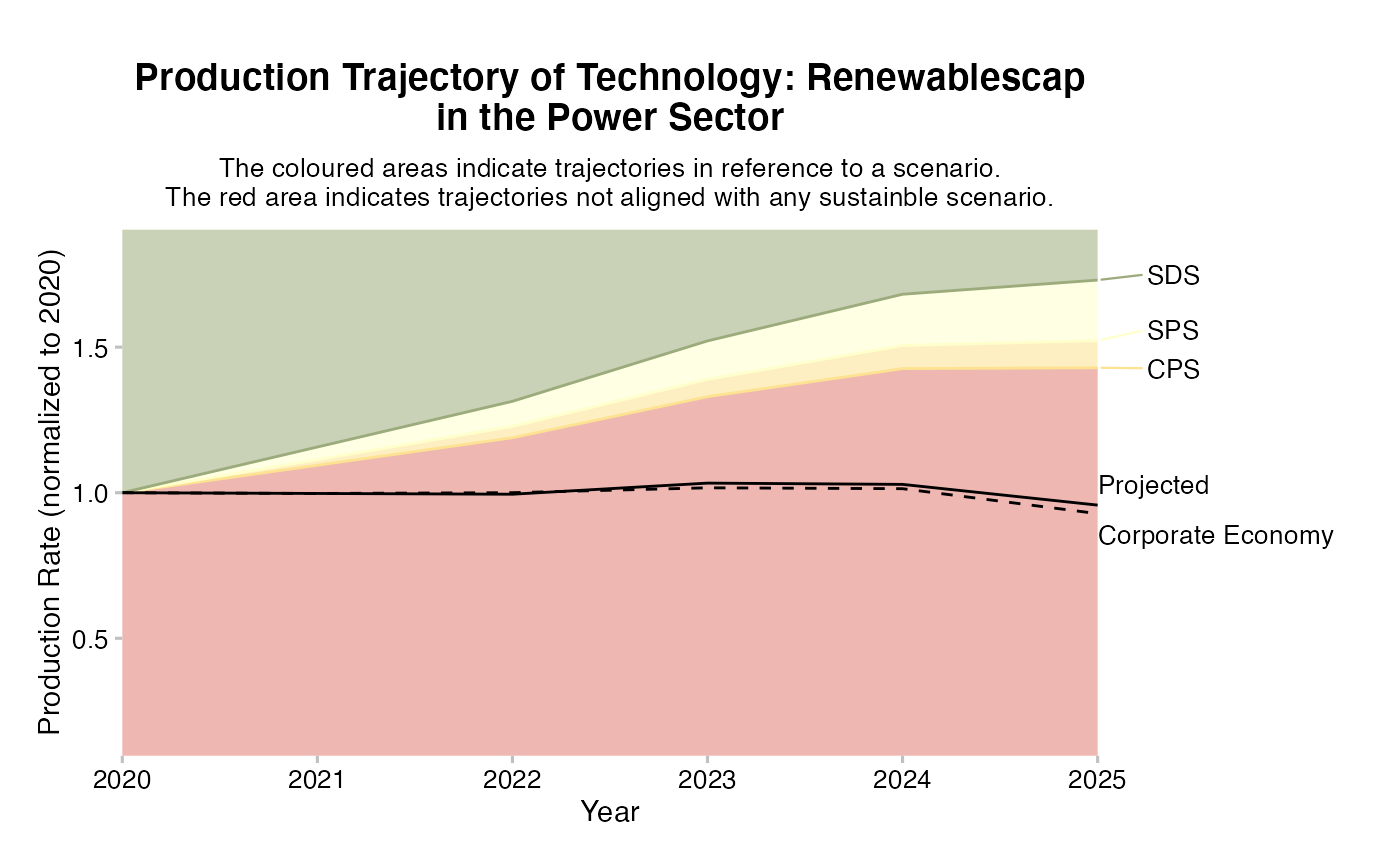 Production Trajectory of Technology: Renewablescap
in the Power Sector
The coloured areas indicate trajectories in reference to a scenario.
The red area indicates trajectories not aligned with any sustainble scenario.
Production Rate (normalized to 2020)
1.5
1.0
0.5
SDS
SPS
CPS
Projected
Corporate Economy
2020 2021 2022 2023 2024 2025
Year